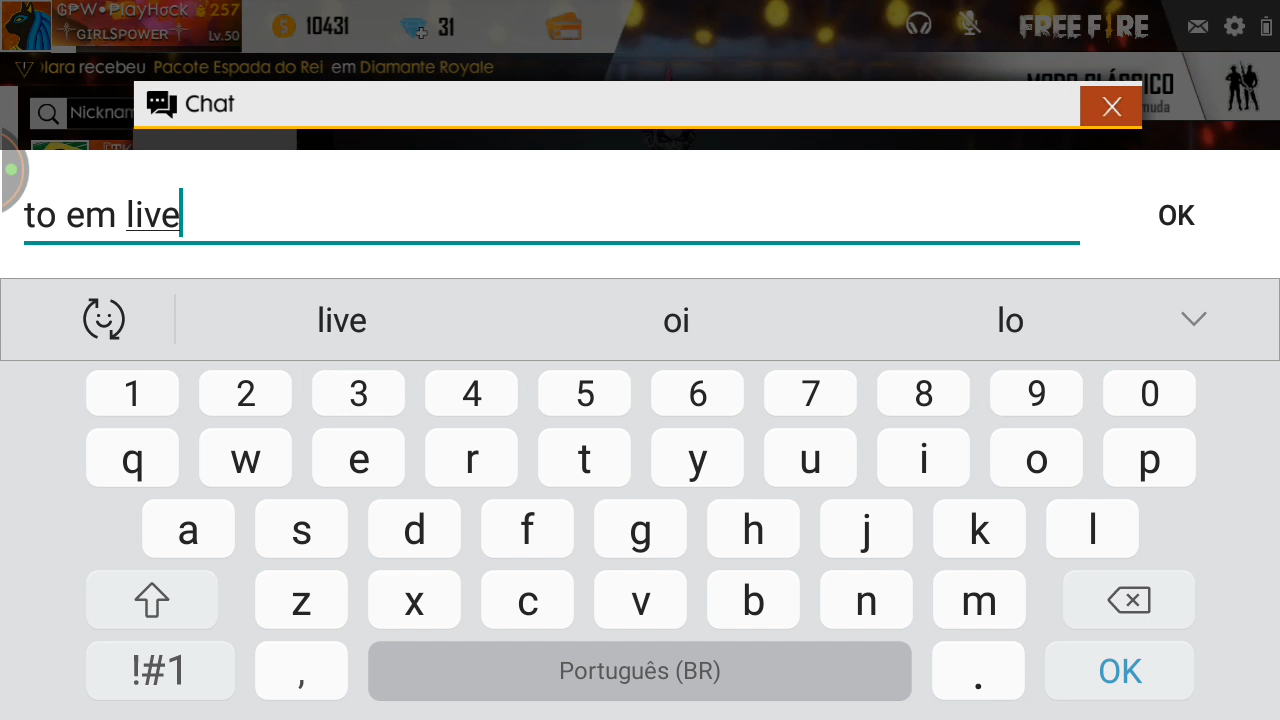 GPW•PlayHock 257
GIRLSPOWER Lv.50
10431 31
FREE FIRE
lara recebeu Pacote Espada do Rei em Diamante Royale
MODO CLÁSSICO
muda
Chat X
Nicknam
to em live OK
live oi lo
1 2 3 4 5 6 7 8 9 0
q w e r t y u i o p
a s d f g h j k l
z x c v b n m
!#1 , Português (BR) . OK